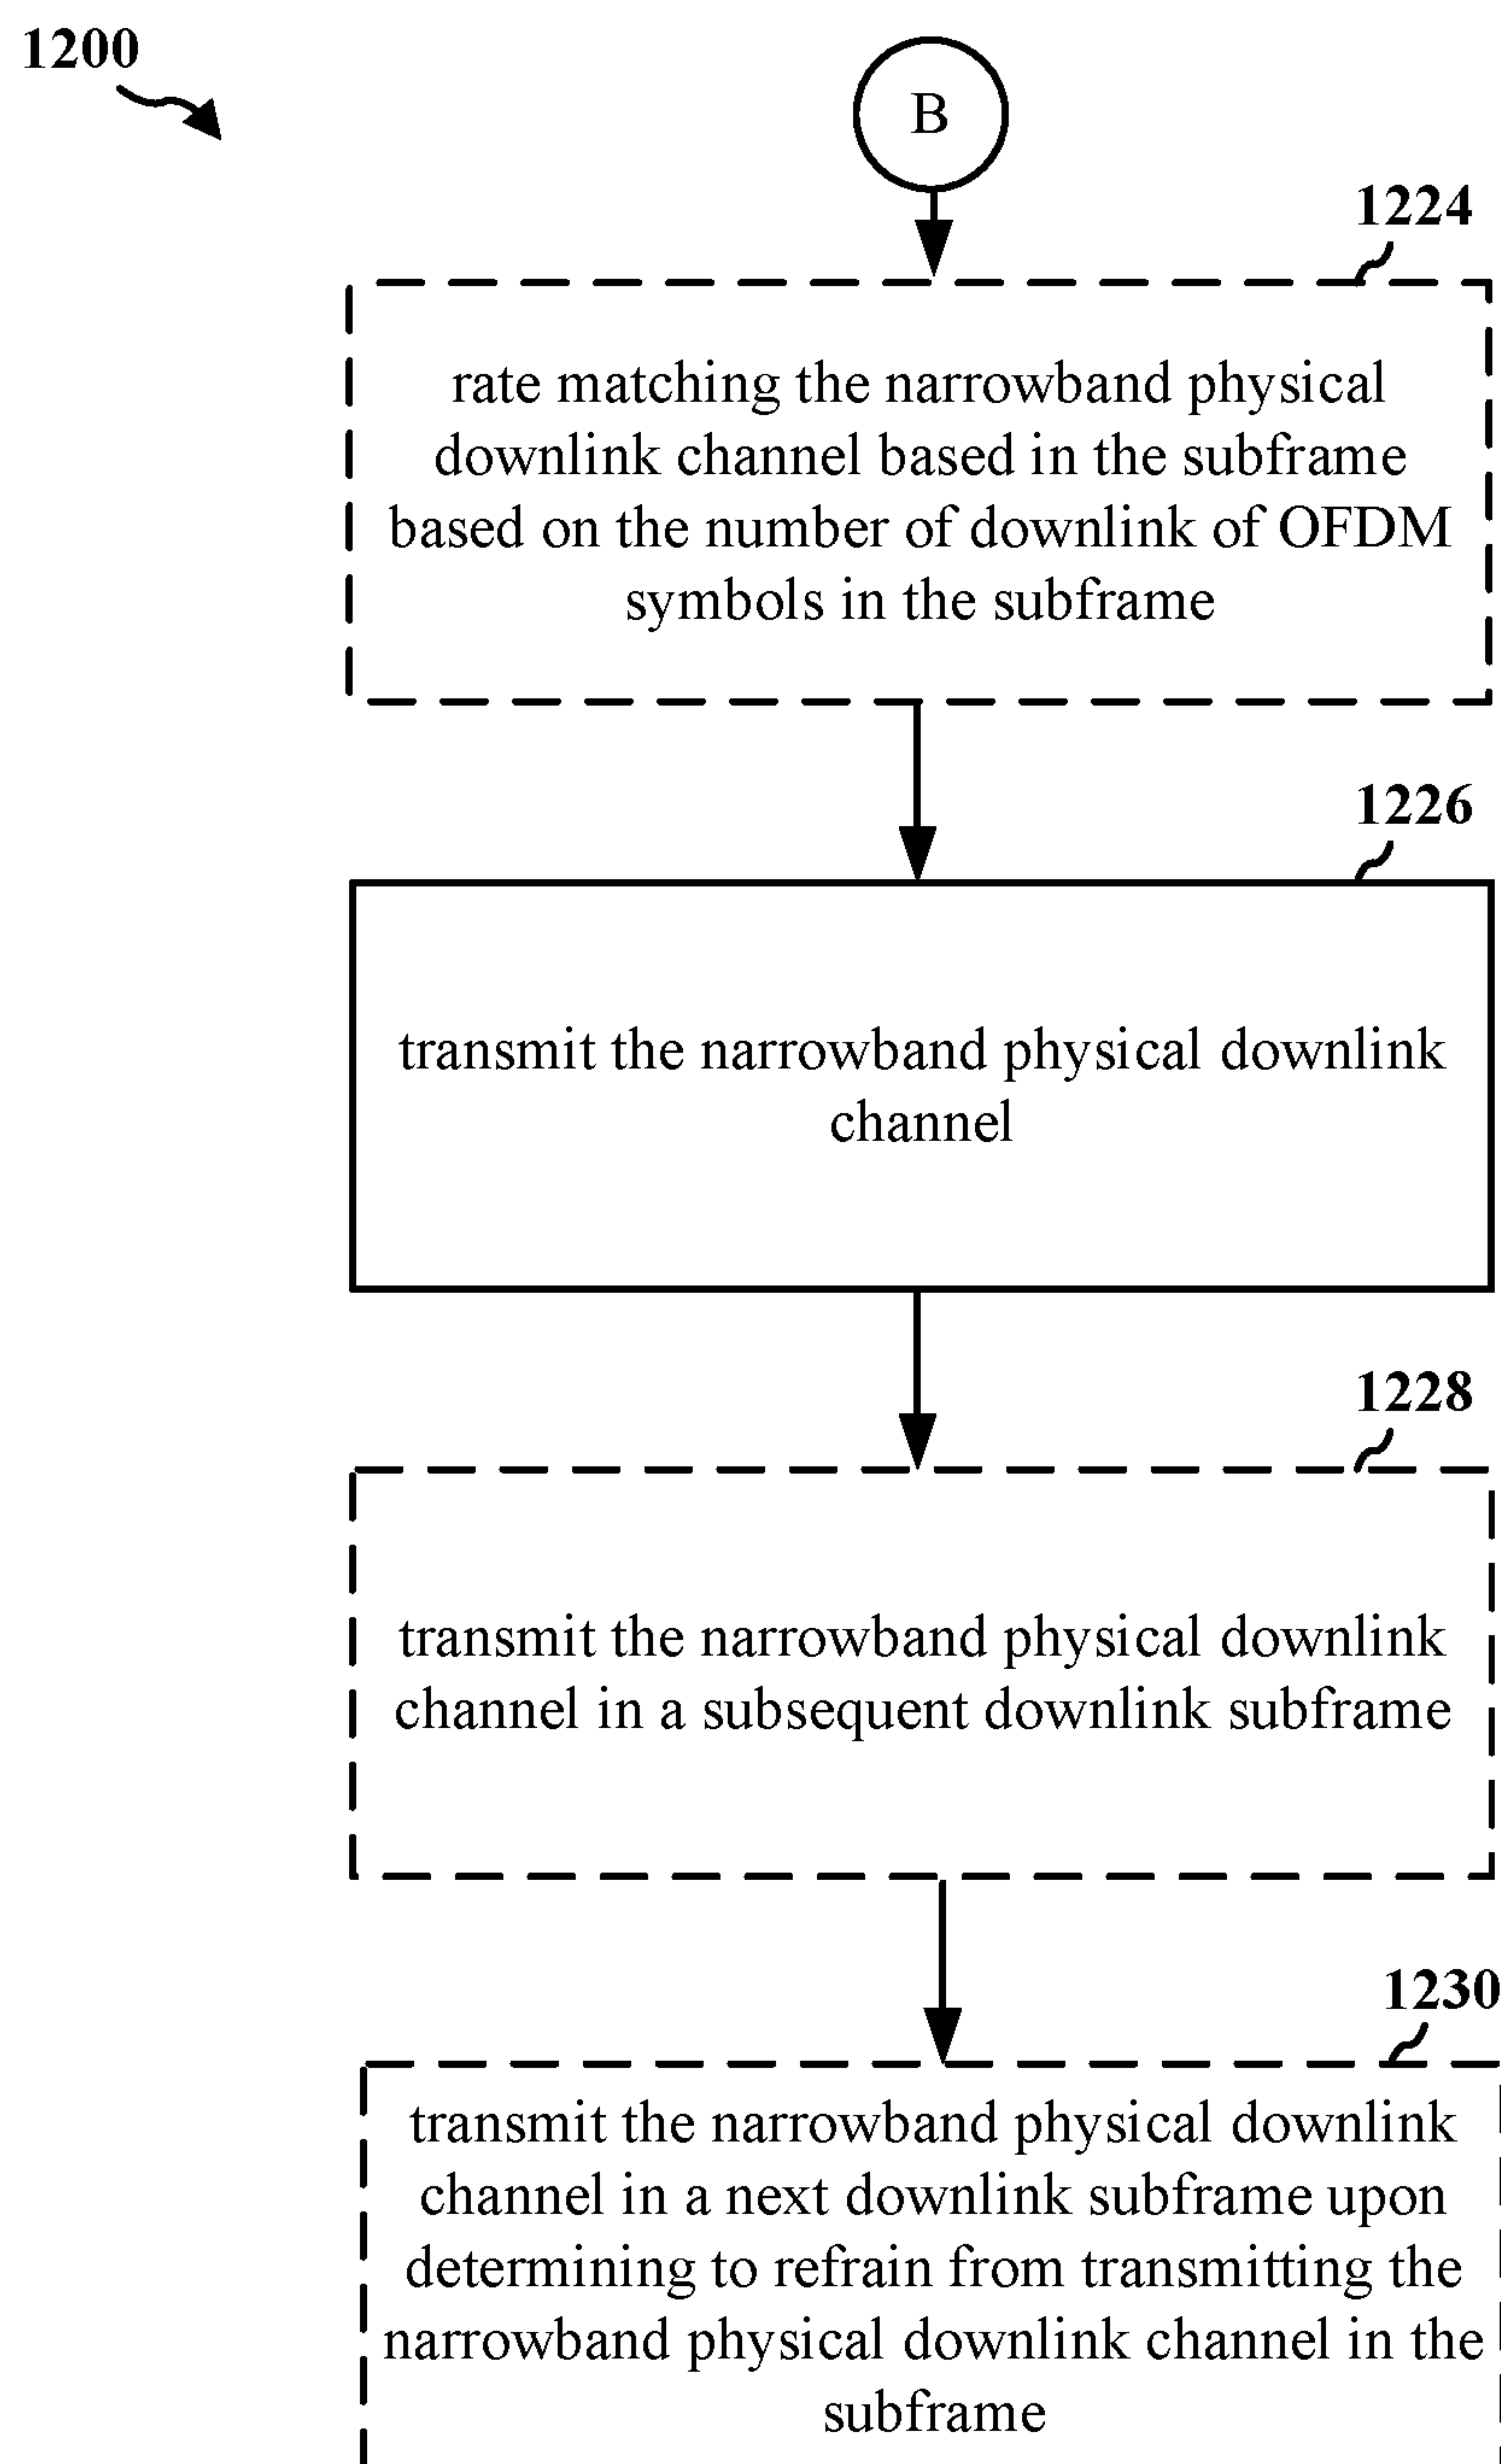 1200
B
1224
rate matching the narrowband physical
downlink channel based in the subframe
based on the number of downlink of OFDM
symbols in the subframe
1226
transmit the narrowband physical downlink
channel
1228
transmit the narrowband physical downlink
channel in a subsequent downlink subframe
1230
transmit the narrowband physical downlink
channel in a next downlink subframe upon
determining to refrain from transmitting the
narrowband physical downlink channel in the
subframe